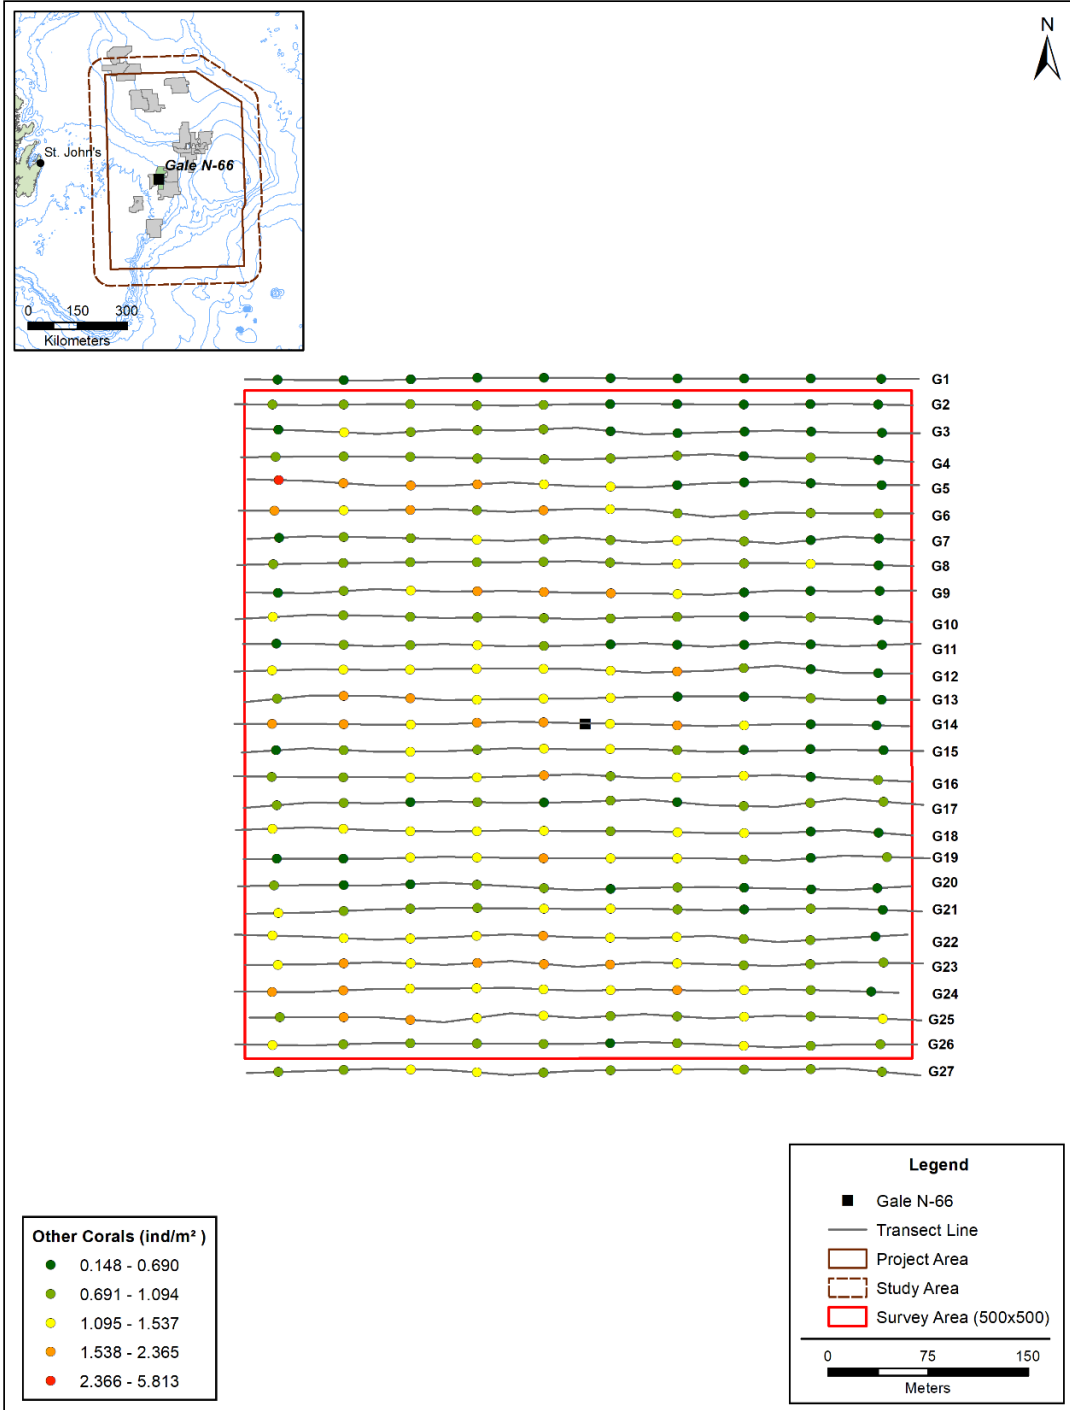 N
St. John's
Gale N-66
0 150 300
Kilometers
G1
G2
G3
G4
G5
G6
G7
G8
G9
G10
G11
G12
G13
G14
G15
G16
G17
G18
G19
G20
G21
G22
G23
G24
G25
G26
G27
Other Corals (ind/m²)
0.148 - 0.690
0.691 - 1.094
1.095 - 1.537
1.538 - 2.365
2.366 - 5.813
Legend
Gale N-66
Transect Line
Project Area
Study Area
Survey Area (500x500)
0 75 150
Meters